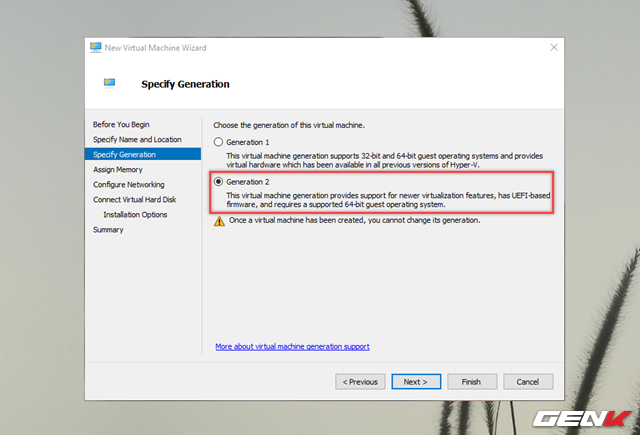 New Virtual Machine Wizard
Specify Generation
Before You Begin
Specify Name and Location
Specify Generation
Assign Memory
Configure Networking
Connect Virtual Hard Disk
Installation Options
Summary
Choose the generation of this virtual machine.
Generation 1
This virtual machine generation supports 32-bit and 64-bit guest operating systems and provides
virtual hardware which has been available in all previous versions of Hyper-V.
Generation 2
This virtual machine generation provides support for newer virtualization features, has UEFI-based
firmware, and requires a supported 64-bit guest operating system.
Once a virtual machine has been created, you cannot change its generation.
More about virtual machine generation support
< Previous
Next >
Finish
Cancel
GENK